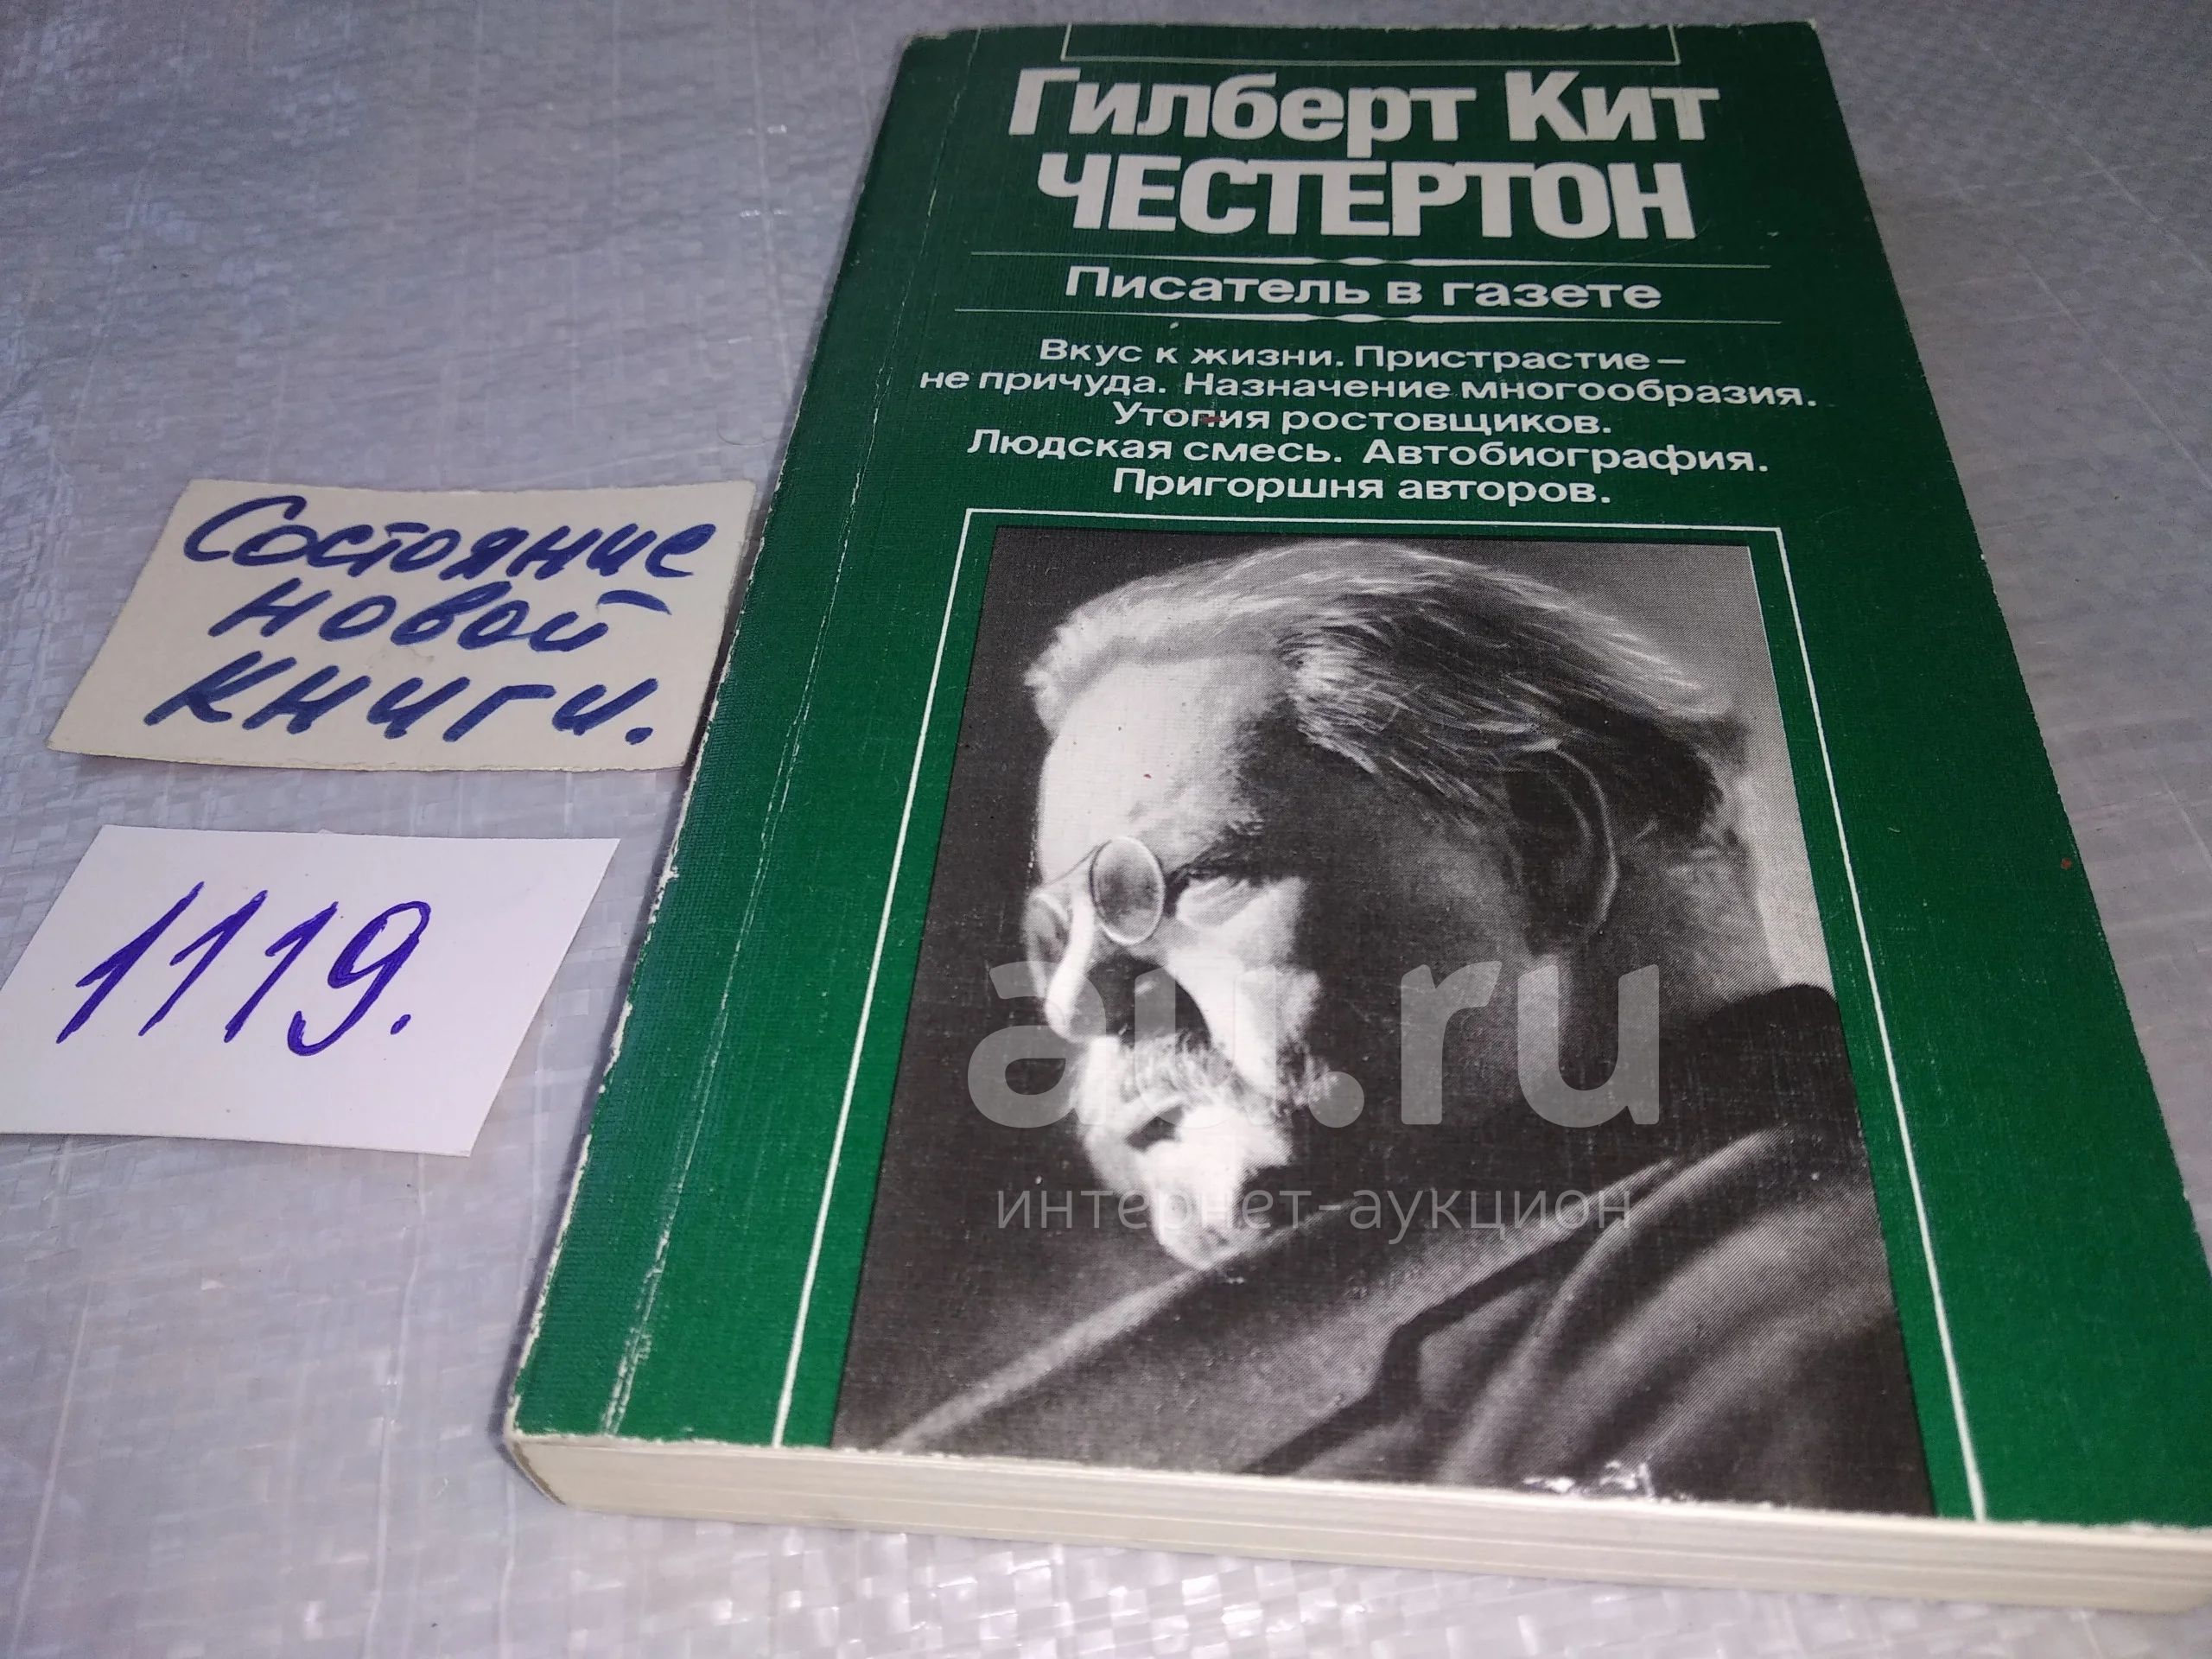 Гилберт Кит
ЧЕСТЕРТОН
Писатель в газете
Вкус к жизни. Пристрастие —
не причуда. Назначение многообразия.
Утопия ростовщиков.
Людская смесь. Автобиография.
Пригоршня авторов.
Состояние
новой
книги.
1119.
au.ru
интернет-аукцион